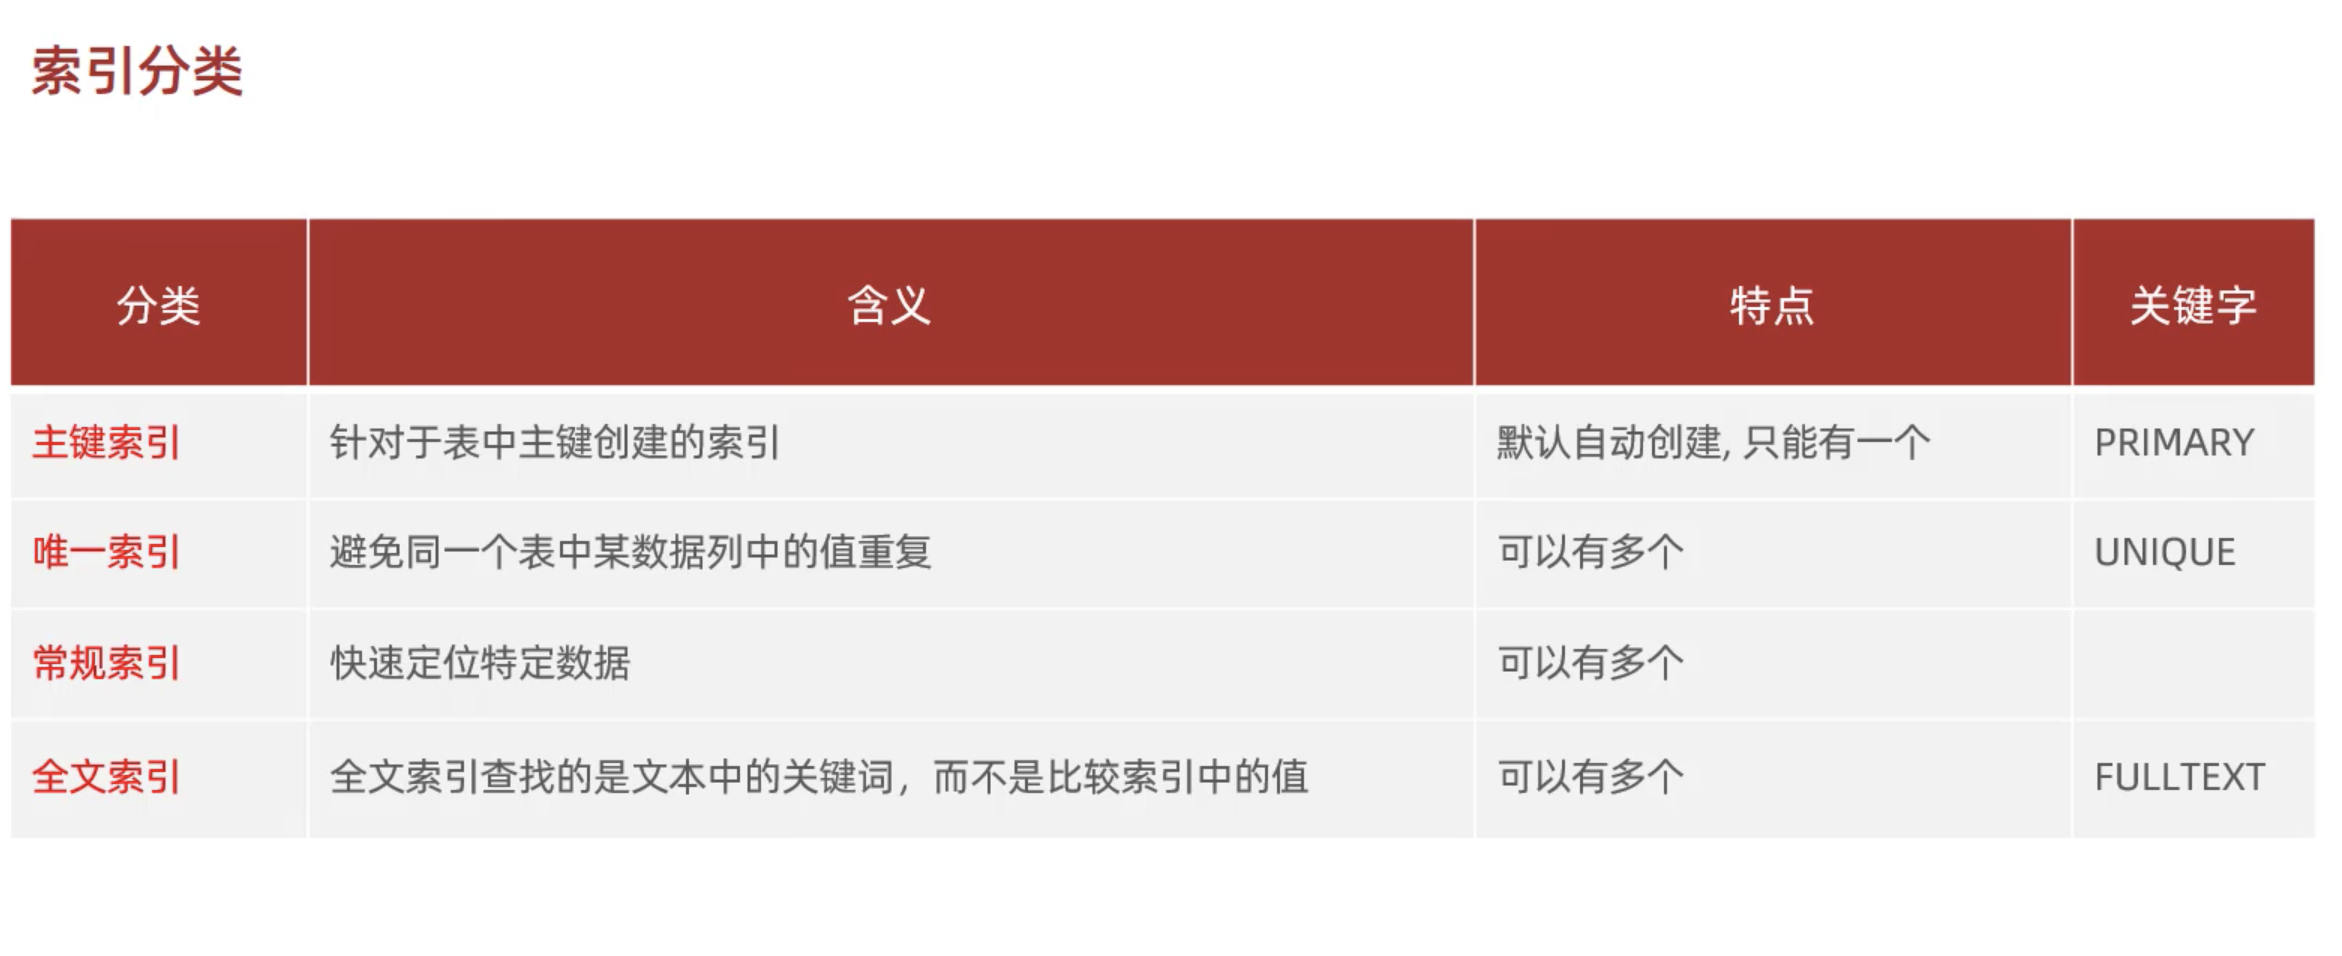 索引分类
分类 含义 特点 关键字
主键索引 针对于表中主键创建的索引 默认自动创建, 只能有一个 PRIMARY
唯一索引 避免同一个表中某数据列中的值重复 可以有多个 UNIQUE
常规索引 快速定位特定数据 可以有多个
全文索引 全文索引查找的是文本中的关键词，而不是比较索引中的值 可以有多个 FULLTEXT